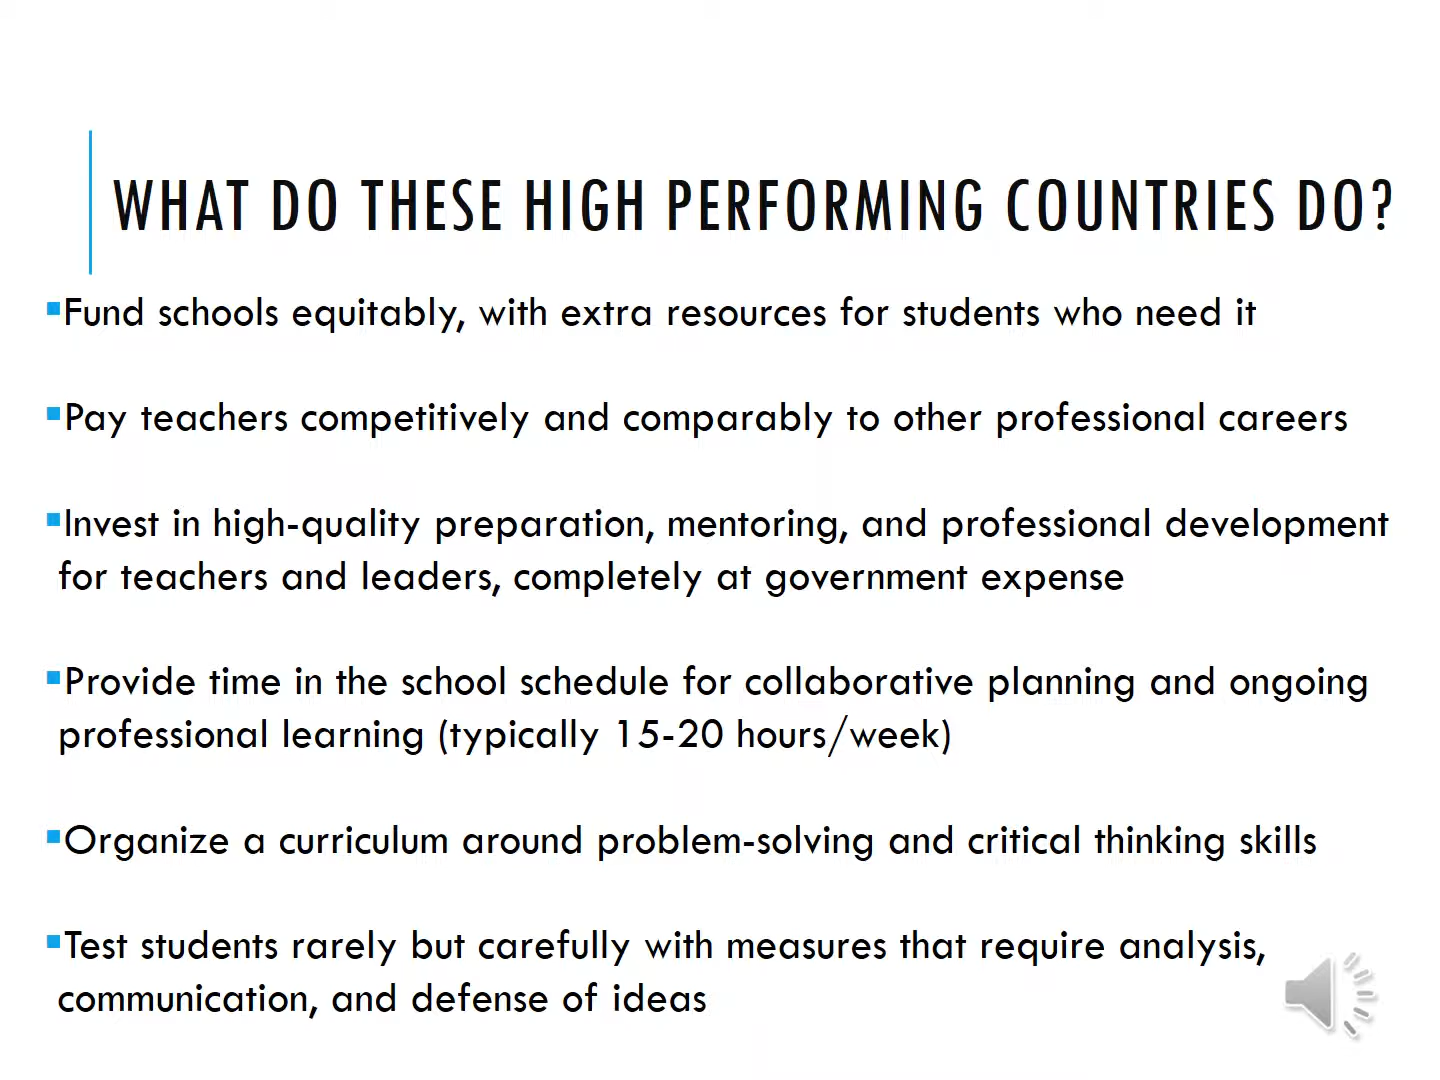 WHAT DO THESE HIGH PERFORMING COUNTRIES DO?
▪Fund schools equitably, with extra resources for students who need it
▪Pay teachers competitively and comparably to other professional careers
▪Invest in high-quality preparation, mentoring, and professional development
for teachers and leaders, completely at government expense
▪Provide time in the school schedule for collaborative planning and ongoing
professional learning (typically 15-20 hours/week)
▪Organize a curriculum around problem-solving and critical thinking skills
▪Test students rarely but carefully with measures that require analysis,
communication, and defense of ideas